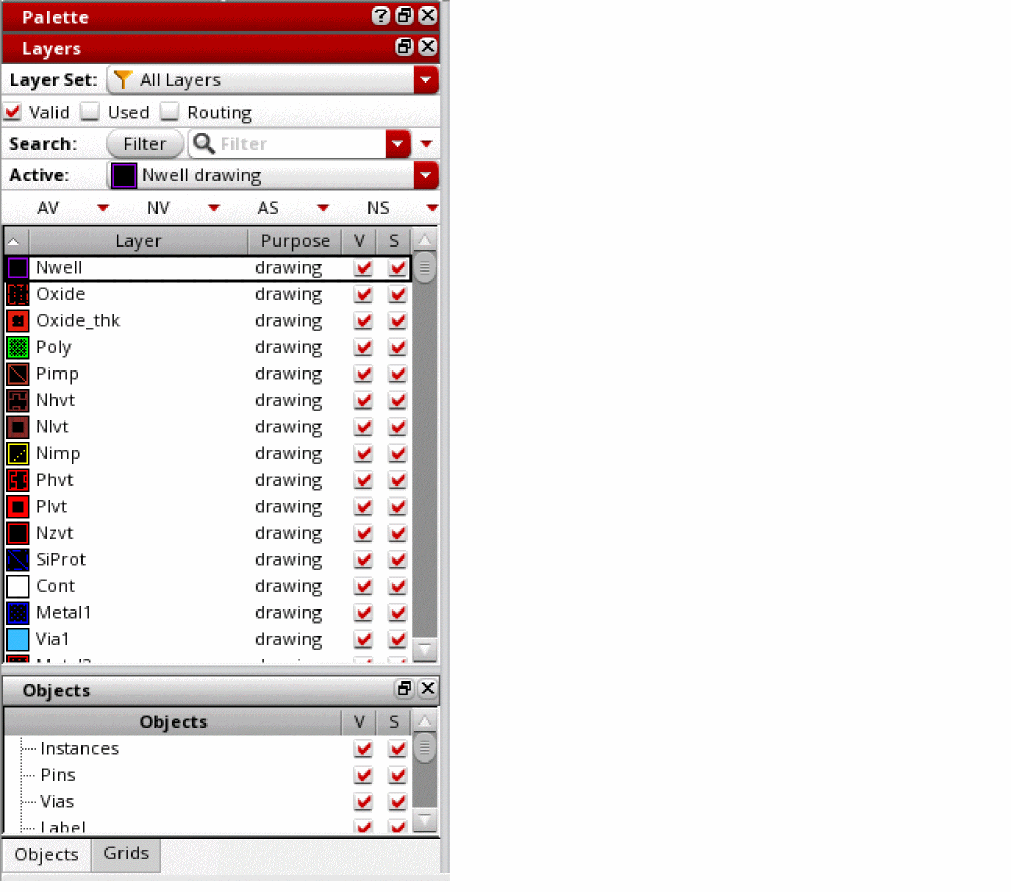 Palette
Layers
Layer Set: All Layers
Valid Used Routing
Search: Filter Filter
Active: Nwell drawing
AV NV AS NS
Layer Purpose V S
Nwell drawing
Oxide drawing
Oxide_thk drawing
Poly drawing
Pimp drawing
Nhvt drawing
Nlvt drawing
Nimp drawing
Phvt drawing
Plvt drawing
Nzvt drawing
SiProt drawing
Cont drawing
Metal1 drawing
Via1 drawing
Objects
Objects V S
Instances
Pins
Vias
Label
Objects Grids